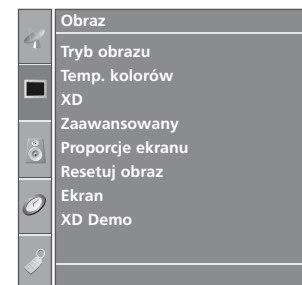 Obraz
Tryb obrazu
Temp. kolorów
XD
Zaawansowany
Proporcje ekranu
Resetuj obraz
Ekran
XD Demo